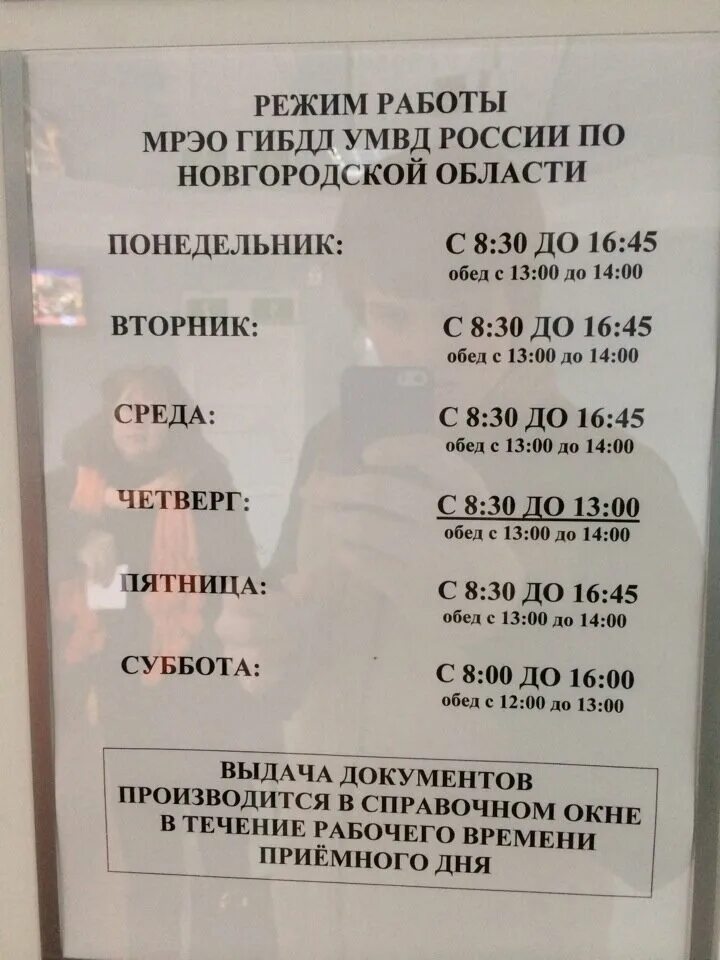 РЕЖИМ РАБОТЫ
МРЭО ГИБДД УМВД РОССИИ ПО
НОВГОРОДСКОЙ ОБЛАСТИ
ПОНЕДЕЛЬНИК: С 8:30 ДО 16:45
обед с 13:00 до 14:00
ВТОРНИК: С 8:30 ДО 16:45
обед с 13:00 до 14:00
СРЕДА: С 8:30 ДО 16:45
обед с 13:00 до 14:00
ЧЕТВЕРГ: С 8:30 ДО 13:00
обед с 13:00 до 14:00
ПЯТНИЦА: С 8:30 ДО 16:45
обед с 13:00 до 14:00
СУББОТА: С 8:00 ДО 16:00
обед с 12:00 до 13:00
ВЫДАЧА ДОКУМЕНТОВ
ПРОИЗВОДИТСЯ В СПРАВОЧНОМ ОКНЕ
В ТЕЧЕНИЕ РАБОЧЕГО ВРЕМЕНИ
ПРИЁМНОГО ДНЯ